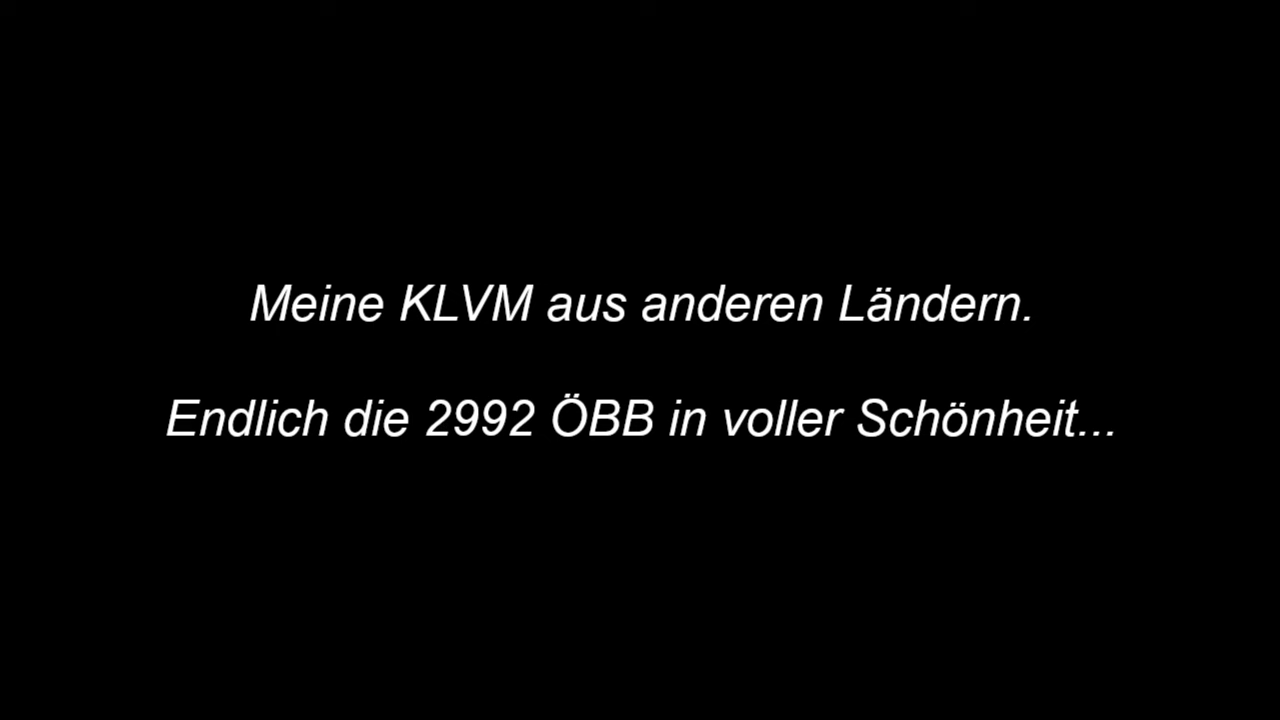 Meine KLVM aus anderen Ländern.
Endlich die 2992 ÖBB in voller Schönheit...